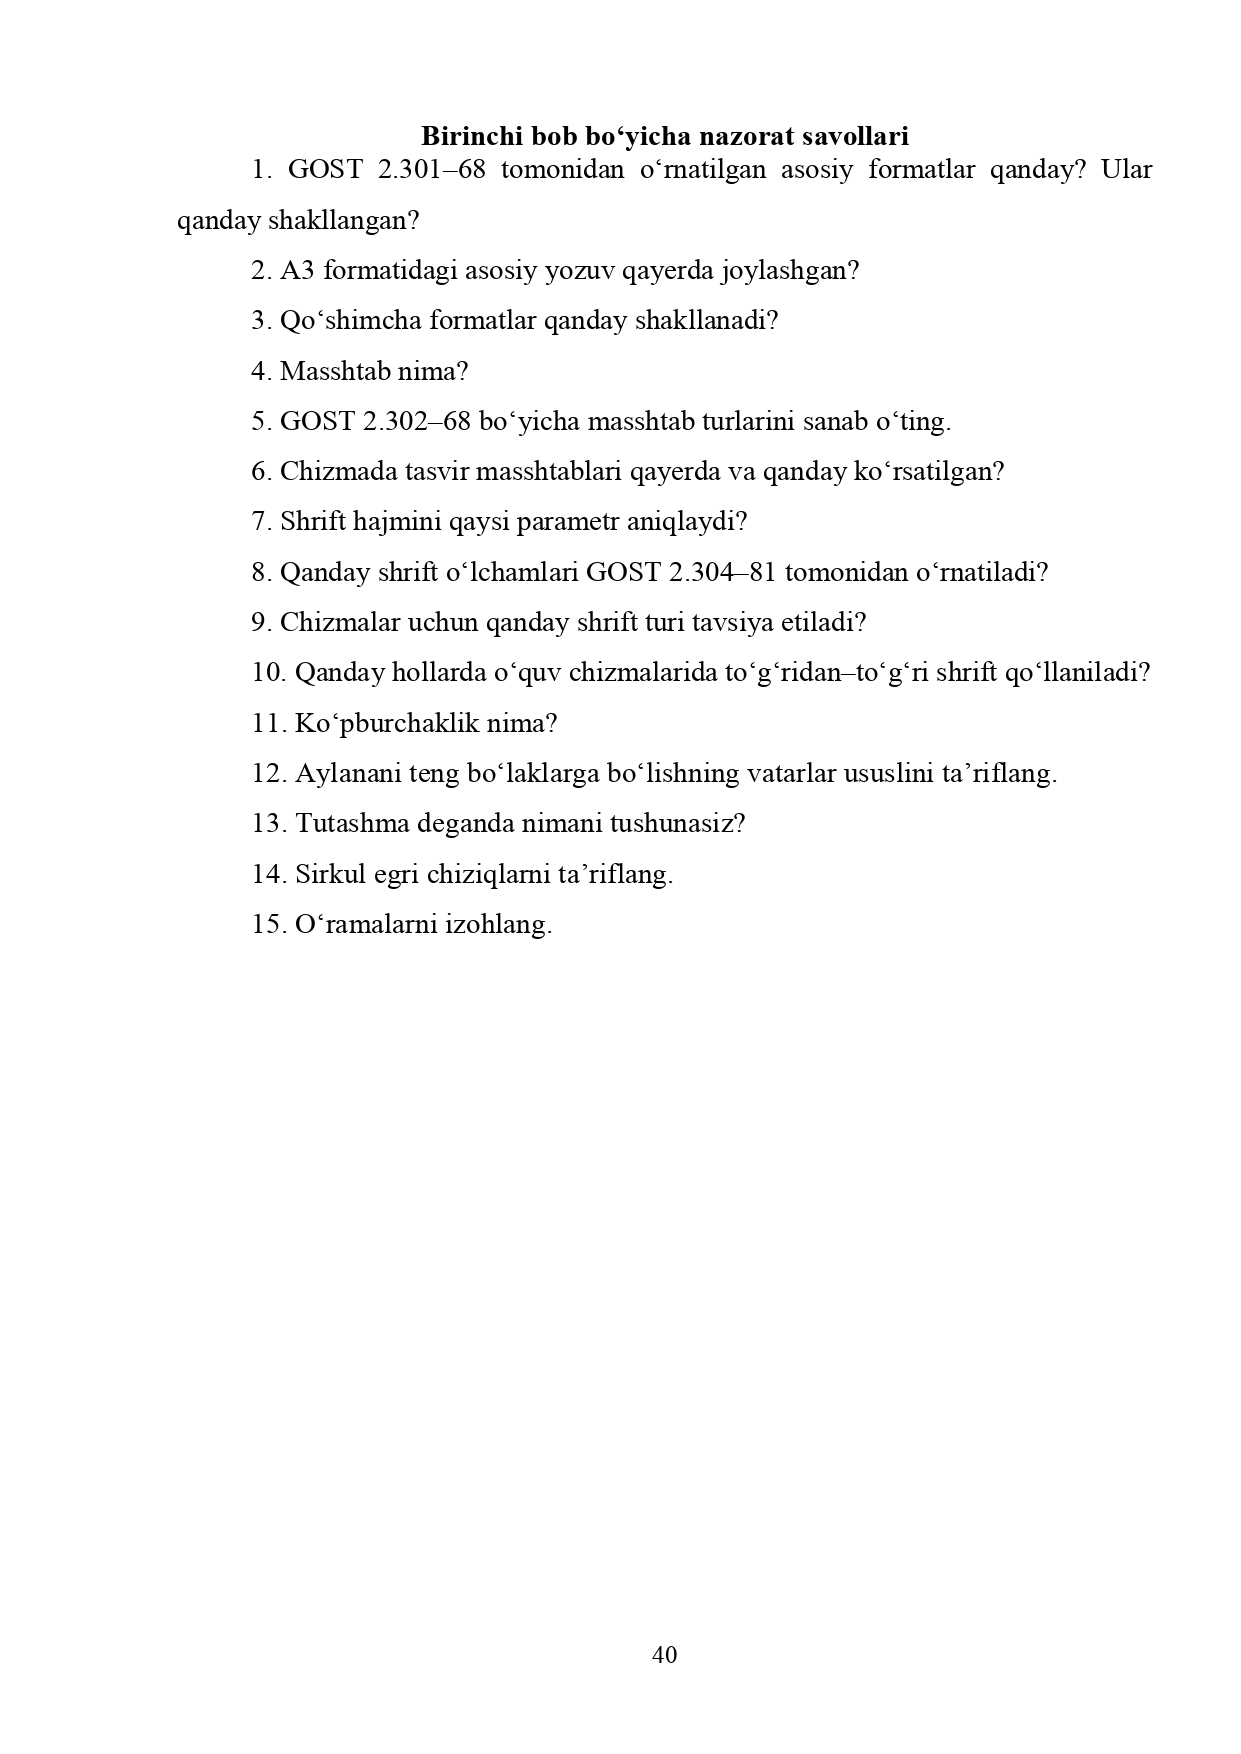 Birinchi bob bo‘yicha nazorat savollari
1. GOST 2.301–68 tomonidan o‘rnatilgan asosiy formatlar qanday? Ular
qanday shakllangan?
2. A3 formatidagi asosiy yozuv qayerda joylashgan?
3. Qo‘shimcha formatlar qanday shakllanadi?
4. Masshtab nima?
5. GOST 2.302–68 bo‘yicha masshtab turlarini sanab o‘ting.
6. Chizmada tasvir masshtablari qayerda va qanday ko‘rsatilgan?
7. Shrift hajmini qaysi parametr aniqlaydi?
8. Qanday shrift o‘lchamlari GOST 2.304–81 tomonidan o‘rnatiladi?
9. Chizmalar uchun qanday shrift turi tavsiya etiladi?
10. Qanday hollarda o‘quv chizmalarida to‘g‘ridan–to‘g‘ri shrift qo‘llaniladi?
11. Ko‘pburchaklik nima?
12. Aylanani teng bo‘laklarga bo‘lishning vatarlar ususlini ta’riflang.
13. Tutashma deganda nimani tushunasiz?
14. Sirkul egri chiziqlarni ta’riflang.
15. O‘ramalarni izohlang.
40